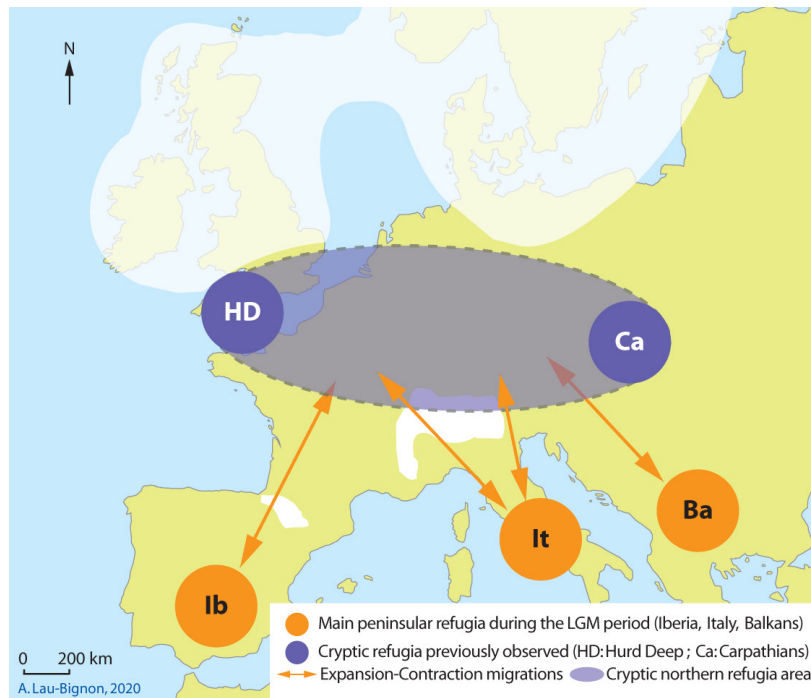 N
HD
Ca
Ba
It
Ib
Main peninsular refugia during the LGM period (Iberia, Italy, Balkans)
Cryptic refugia previously observed (HD: Hurd Deep ; Ca: Carpathians)
Expansion-Contraction migrations
Cryptic northern refugia area
0 200 km
A. Lau-Bignon, 2020